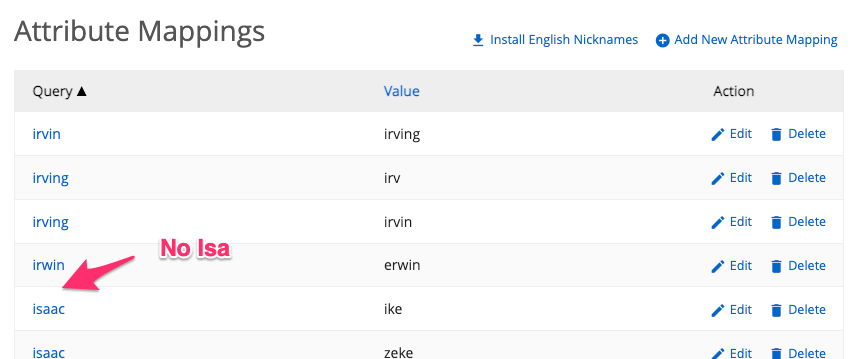 Attribute Mappings
Install English Nicknames Add New Attribute Mapping
Query ▲ Value Action
irvin irving Edit Delete
irving irv Edit Delete
irving irvin Edit Delete
No Isa
irwin erwin Edit Delete
isaac ike Edit Delete
isaac zeke Edit Delete